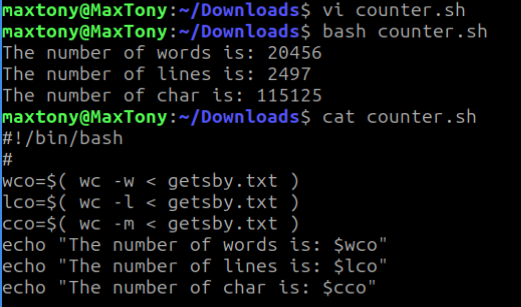 maxtony@MaxTony:~/Downloads$ vi counter.sh
maxtony@MaxTony:~/Downloads$ bash counter.sh
The number of words is: 20456
The number of lines is: 2497
The number of char is: 115125
maxtony@MaxTony:~/Downloads$ cat counter.sh
#!/bin/bash
#
wco=$( wc -w < getsby.txt )
lco=$( wc -l < getsby.txt )
cco=$( wc -m < getsby.txt )
echo "The number of words is: $wco"
echo "The number of lines is: $lco"
echo "The number of char is: $cco"